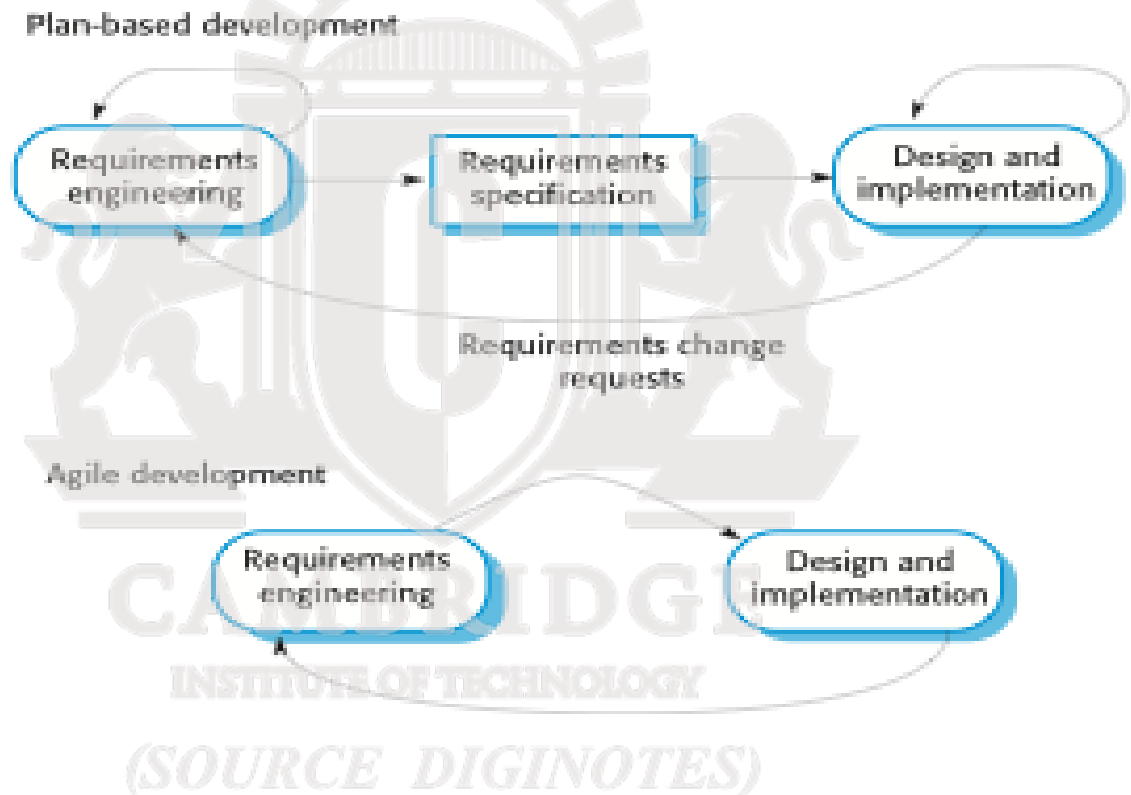 Plan-based development
Requirements
engineering
Requirements
specification
Design and
implementation
Requirements change
requests
Agile development
Requirements
engineering
Design and
implementation
CAMBRIDGE
INSTITUTE OF TECHNOLOGY
(SOURCE DIGINOTES)